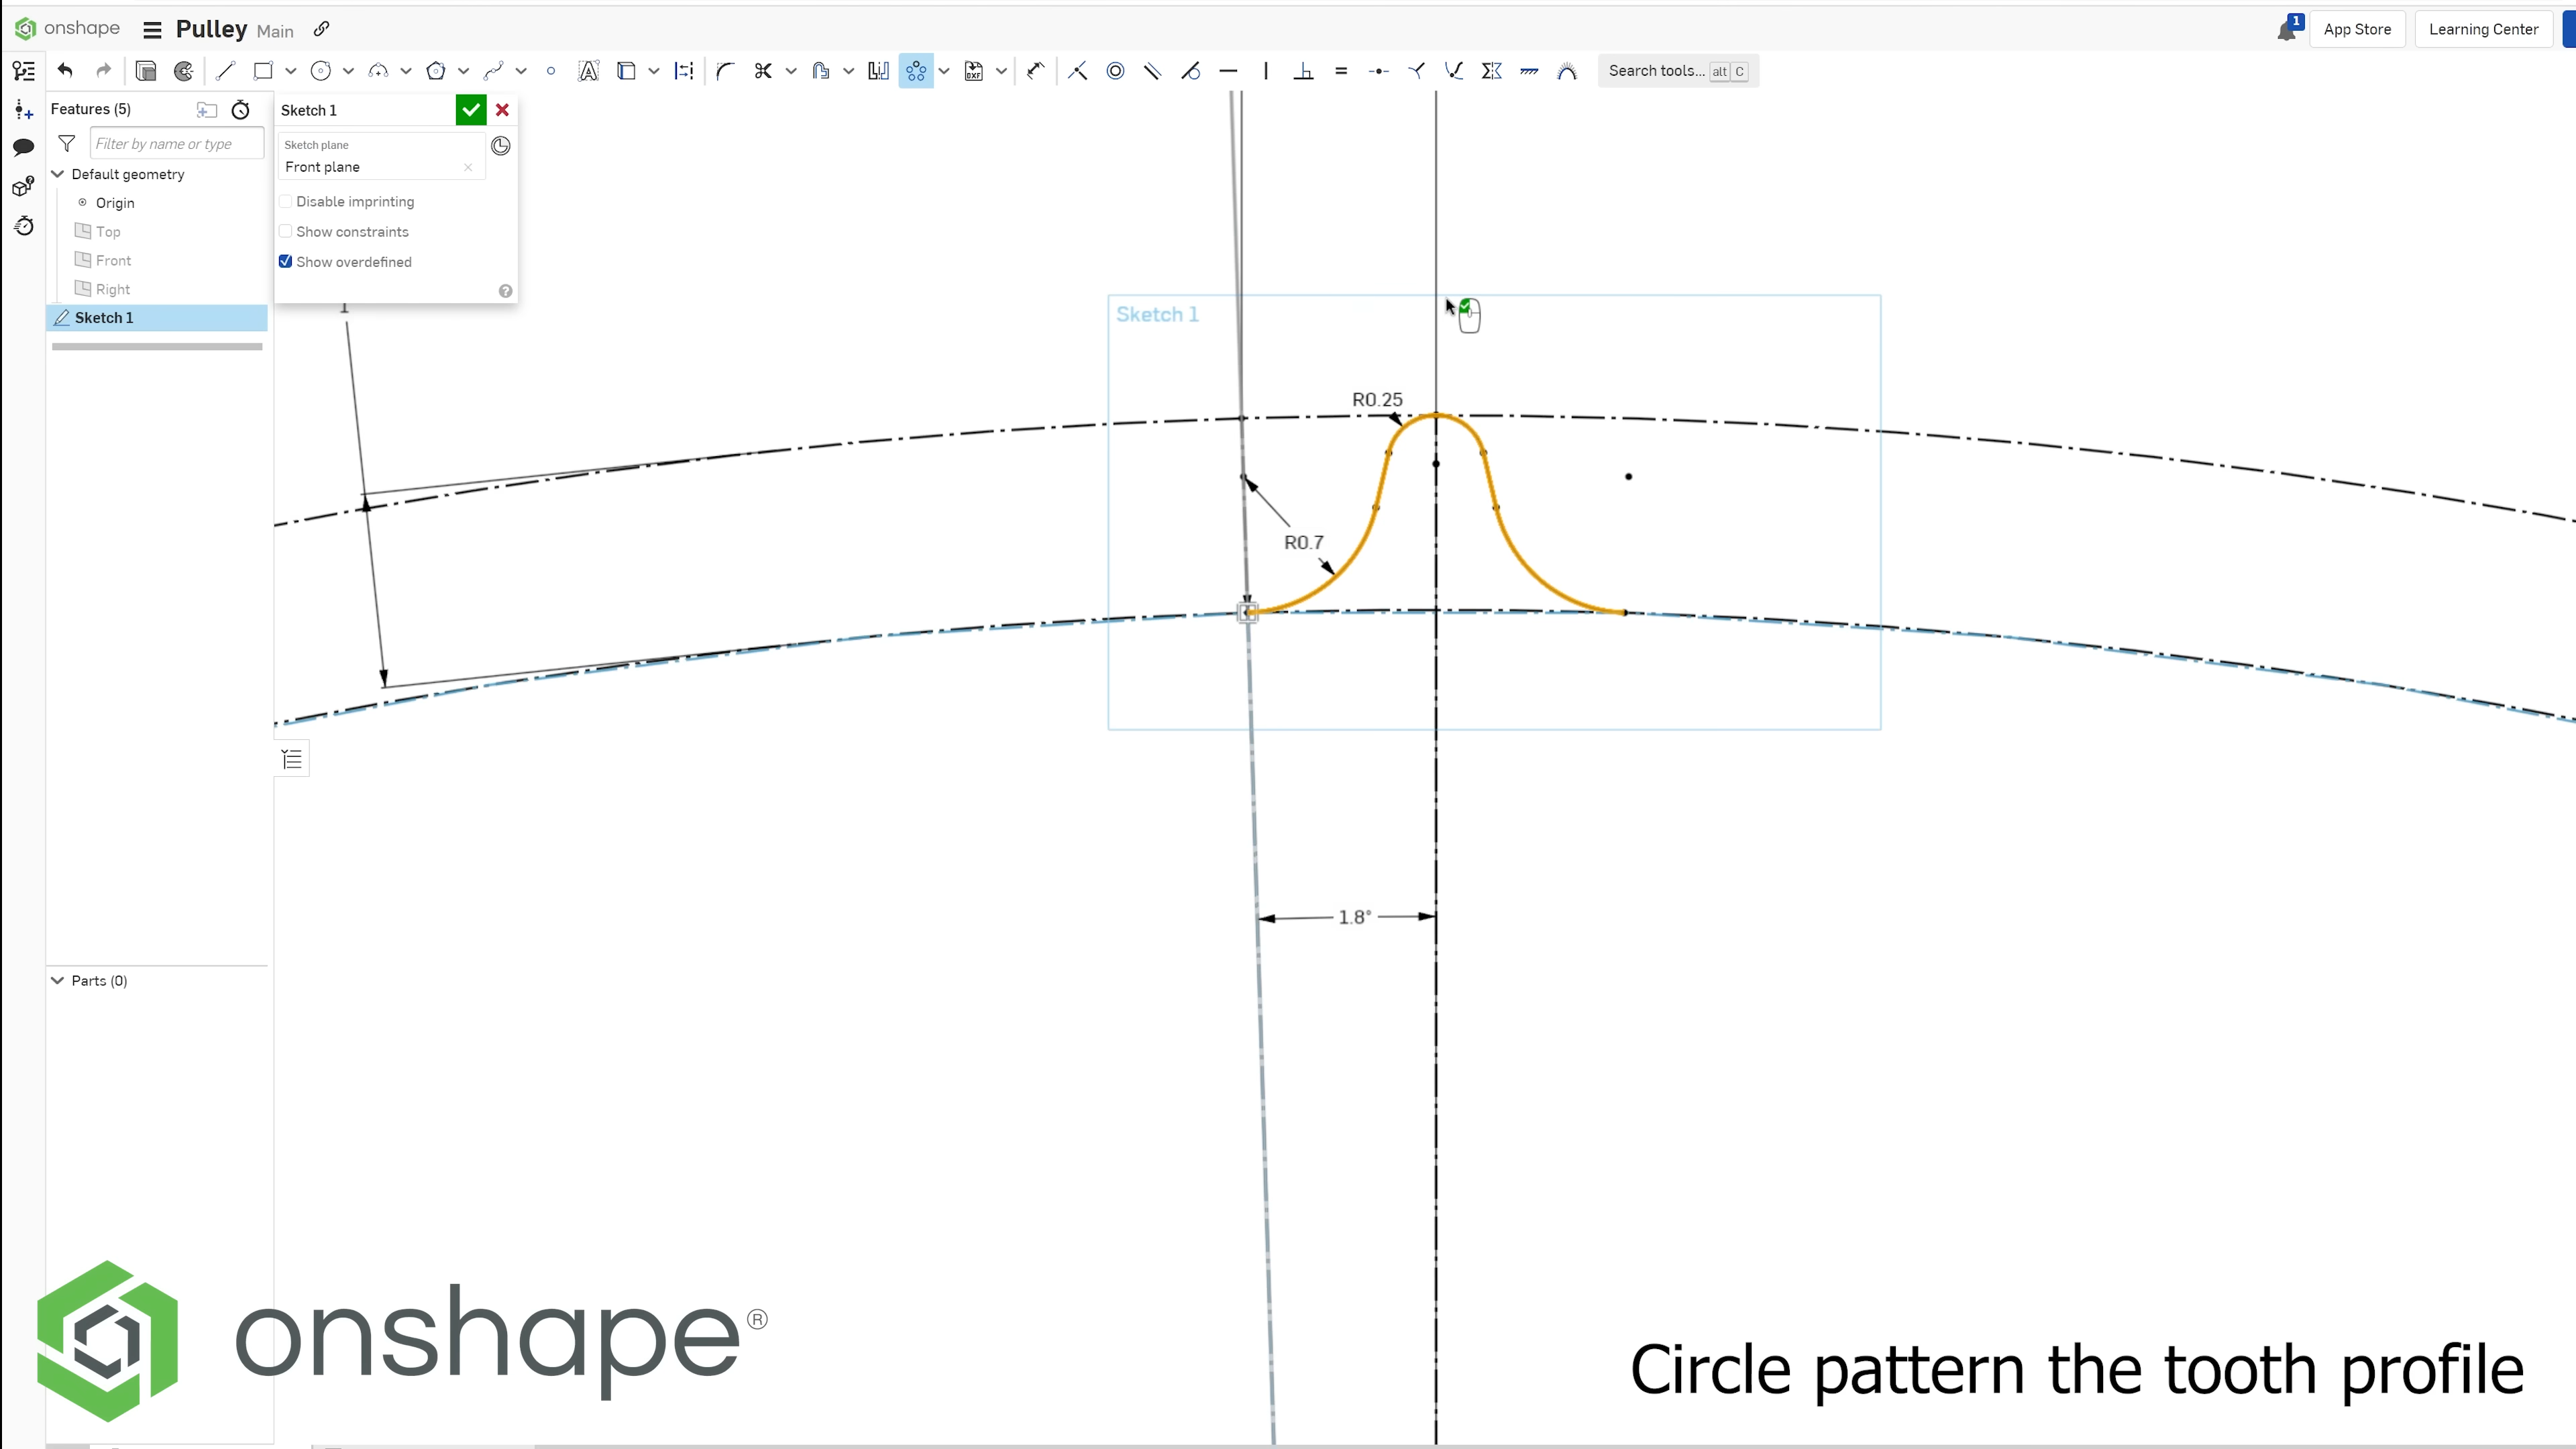 onshape Pulley Main 1 App Store Learning Center
DXF Search tools... alt C
Features (5)
Filter by name or type
Default geometry
Origin
Top
Front
Right
Sketch 1
Parts (0)
Sketch 1
Sketch plane
Front plane
Disable imprinting
Show constraints
Show overdefined
Sketch 1
R0.25
R0.7
1.8°
onshape®
Circle pattern the tooth profile